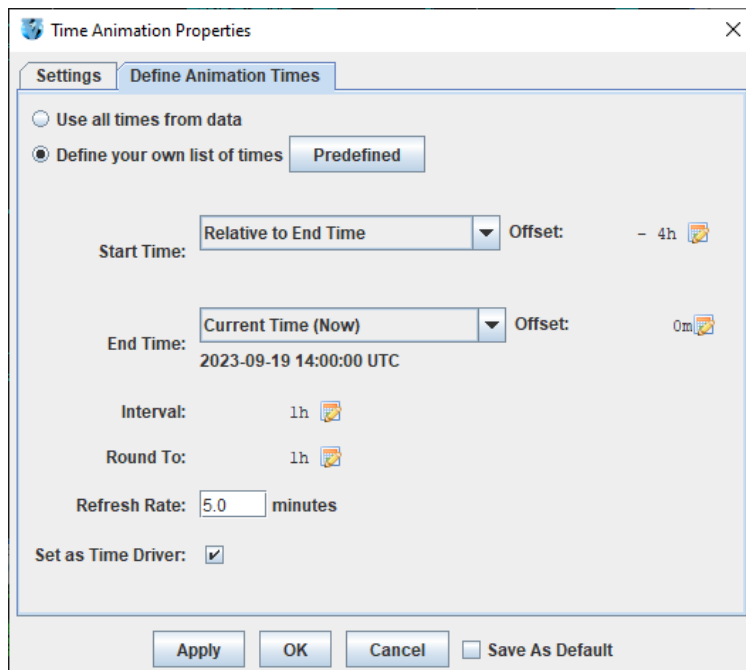 Time Animation Properties
Settings Define Animation Times
Use all times from data
Define your own list of times Predefined
Start Time: Relative to End Time Offset: - 4h
End Time: Current Time (Now) Offset: 0m
2023-09-19 14:00:00 UTC
Interval: 1h
Round To: 1h
Refresh Rate: 5.0 minutes
Set as Time Driver:
Apply OK Cancel Save As Default